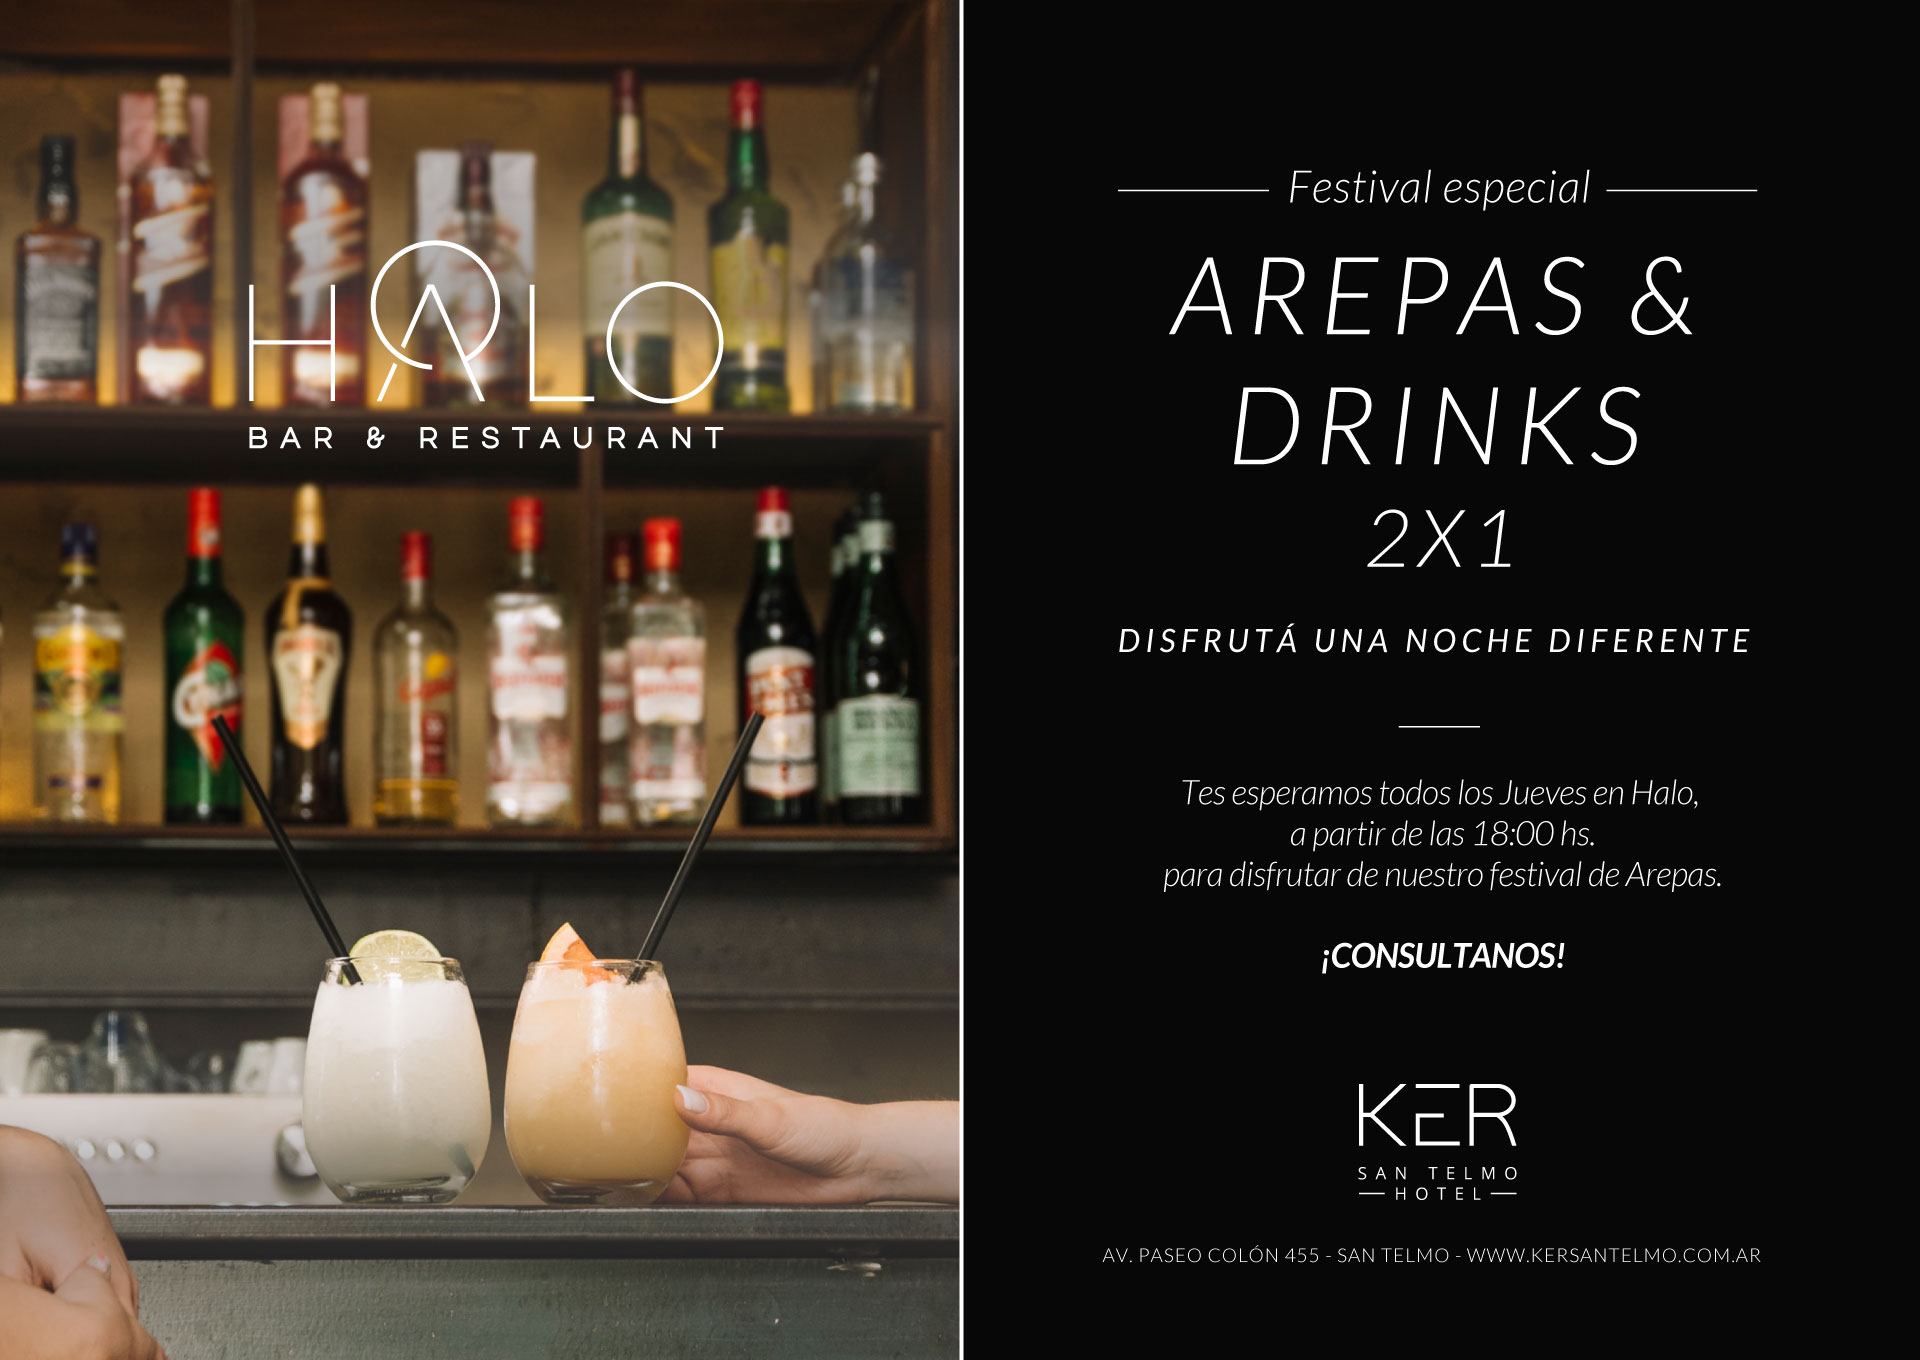 HALO
BAR & RESTAURANT
Festival especial
AREPAS &
DRINKS
2X1
DISFRUTÁ UNA NOCHE DIFERENTE
Tes esperamos todos los Jueves en Halo,
a partir de las 18:00 hs.
para disfrutar de nuestro festival de Arepas.
¡CONSULTANOS!
KER
SAN TELMO
HOTEL
AV. PASEO COLÓN 455 - SAN TELMO - WWW.KERSANTELMO.COM.AR